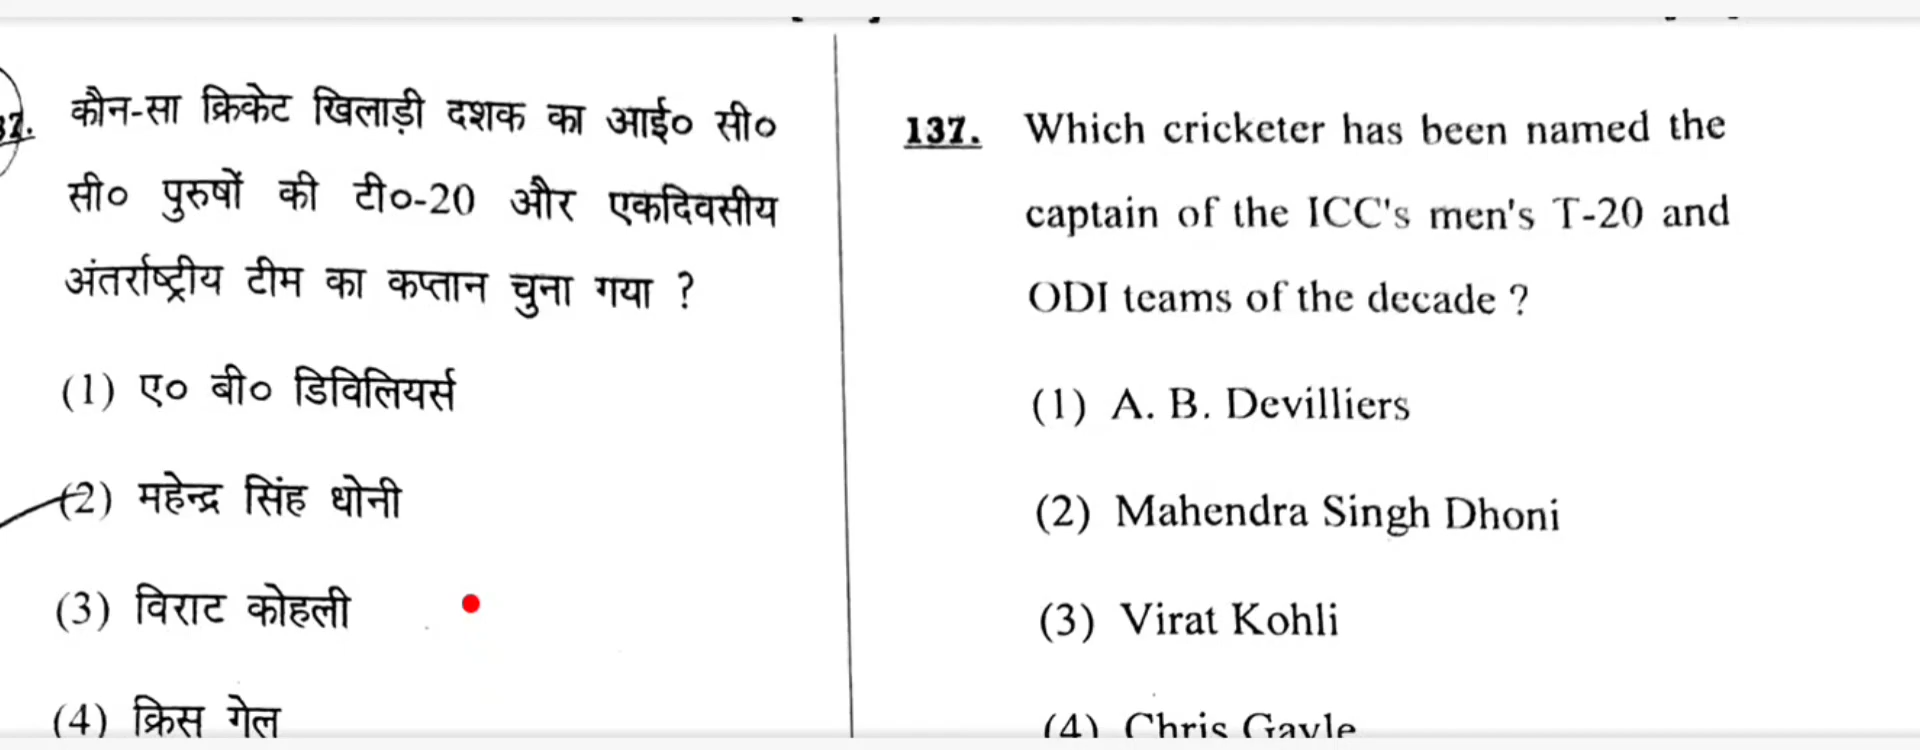 कौन-सा क्रिकेट खिलाड़ी दशक का आई० सी०
सी० पुरुषों की टी०-20 और एकदिवसीय
अंतर्राष्ट्रीय टीम का कप्तान चुना गया ?
(1) ए० बी० डिविलियर्स
(2) महेन्द्र सिंह धोनी
(3) विराट कोहली
(4) क्रिस गेल
137. Which cricketer has been named the
captain of the ICC's men's T-20 and
ODI teams of the decade ?
(1) A. B. Devilliers
(2) Mahendra Singh Dhoni
(3) Virat Kohli
(4) Chris Gayle